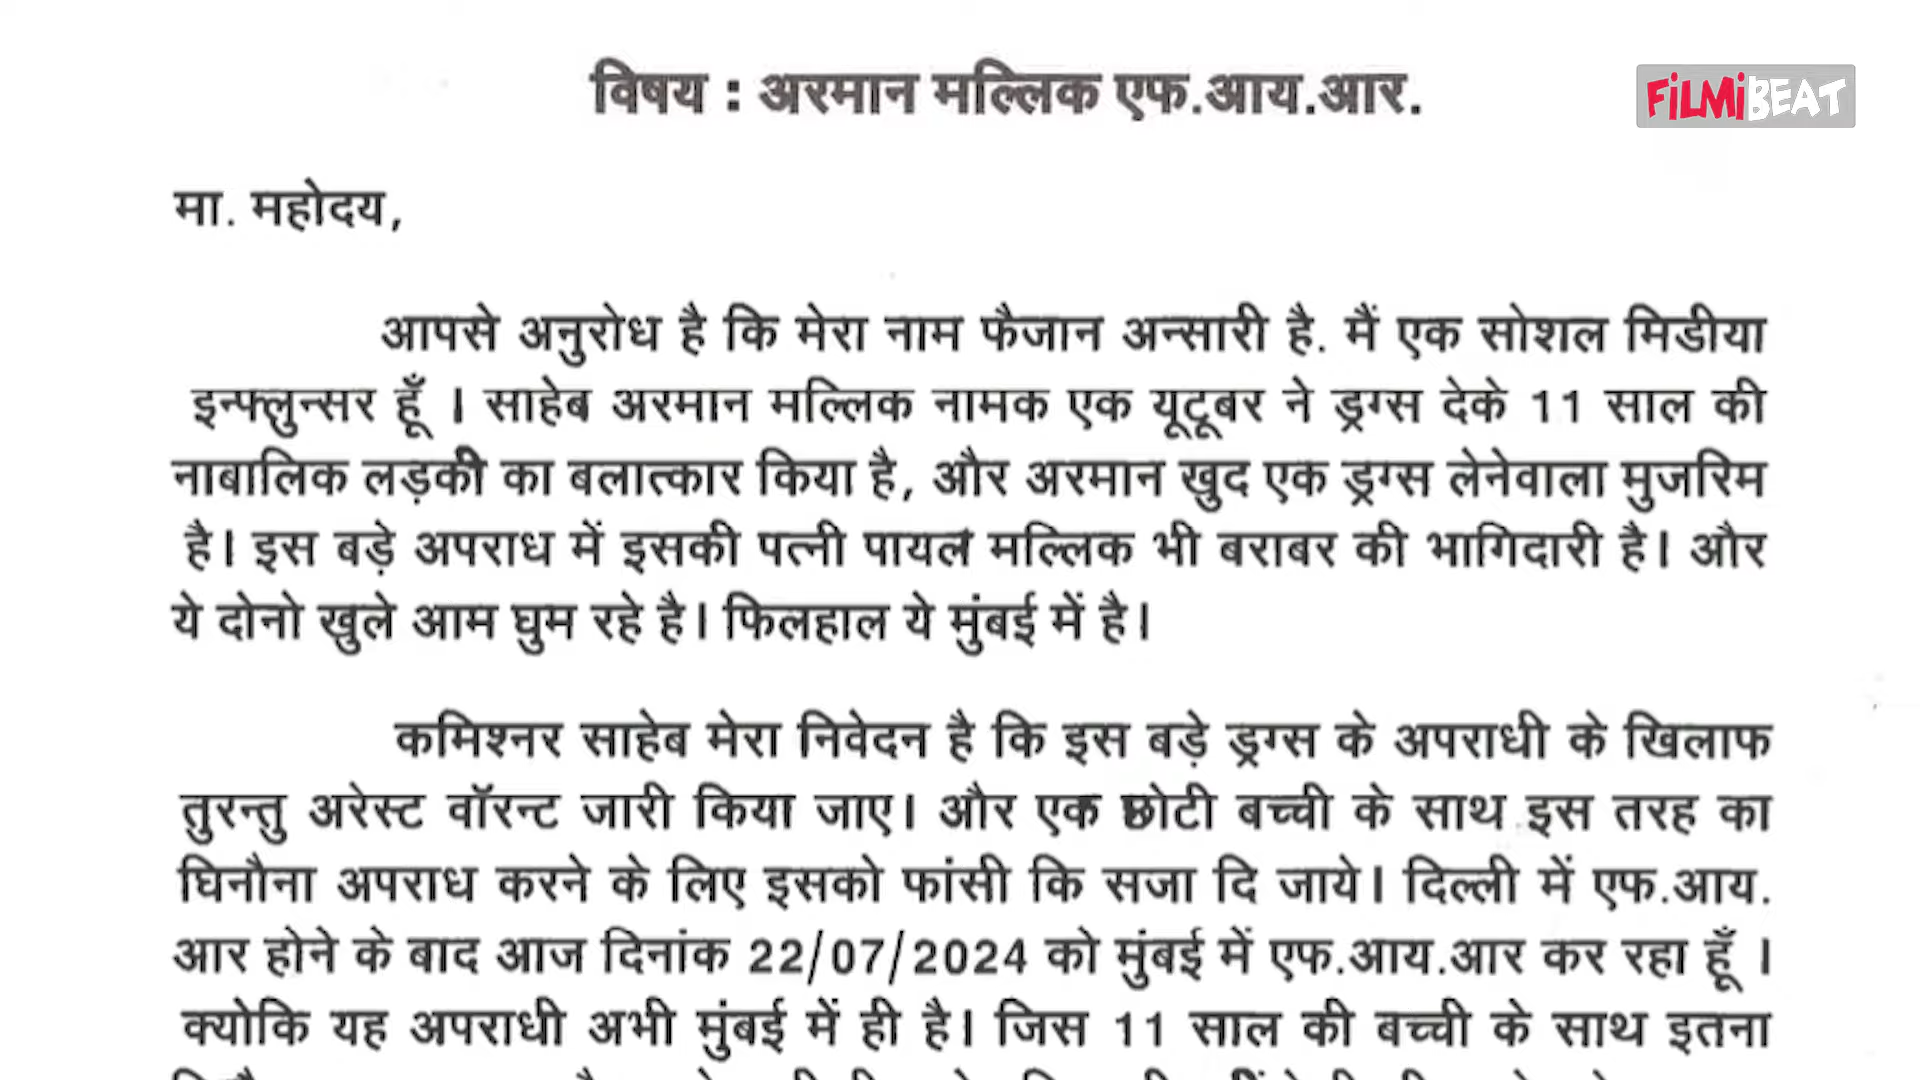 विषय : अरमान मल्लिक एफ.आय.आर.
FiLMiBEAT
मा. महोदय,
आपसे अनुरोध है कि मेरा नाम फैजान अन्सारी है. मैं एक सोशल मिडीया
इन्फ्लुन्सर हूँ । साहेब अरमान मल्लिक नामक एक यूटूबर ने ड्रग्स देके 11 साल की
नाबालिक लड़की का बलात्कार किया है, और अरमान खुद एक ड्रग्स लेनेवाला मुजरिम
है। इस बड़े अपराध में इसकी पत्नी पायल मल्लिक भी बराबर की भागिदारी है। और
ये दोनो खुले आम घुम रहे है। फिलहाल ये मुंबई में है।
कमिश्नर साहेब मेरा निवेदन है कि इस बड़े ड्रग्स के अपराधी के खिलाफ
तुरन्तु अरेस्ट वॉरन्ट जारी किया जाए। और एक छोटी बच्ची के साथ इस तरह का
घिनौना अपराध करने के लिए इसको फांसी कि सजा दि जाये। दिल्ली में एफ.आय.
आर होने के बाद आज दिनांक 22/07/2024 को मुंबई में एफ.आय.आर कर रहा हूँ ।
क्योकि यह अपराधी अभी मुंबई में ही है। जिस 11 साल की बच्ची के साथ इतना